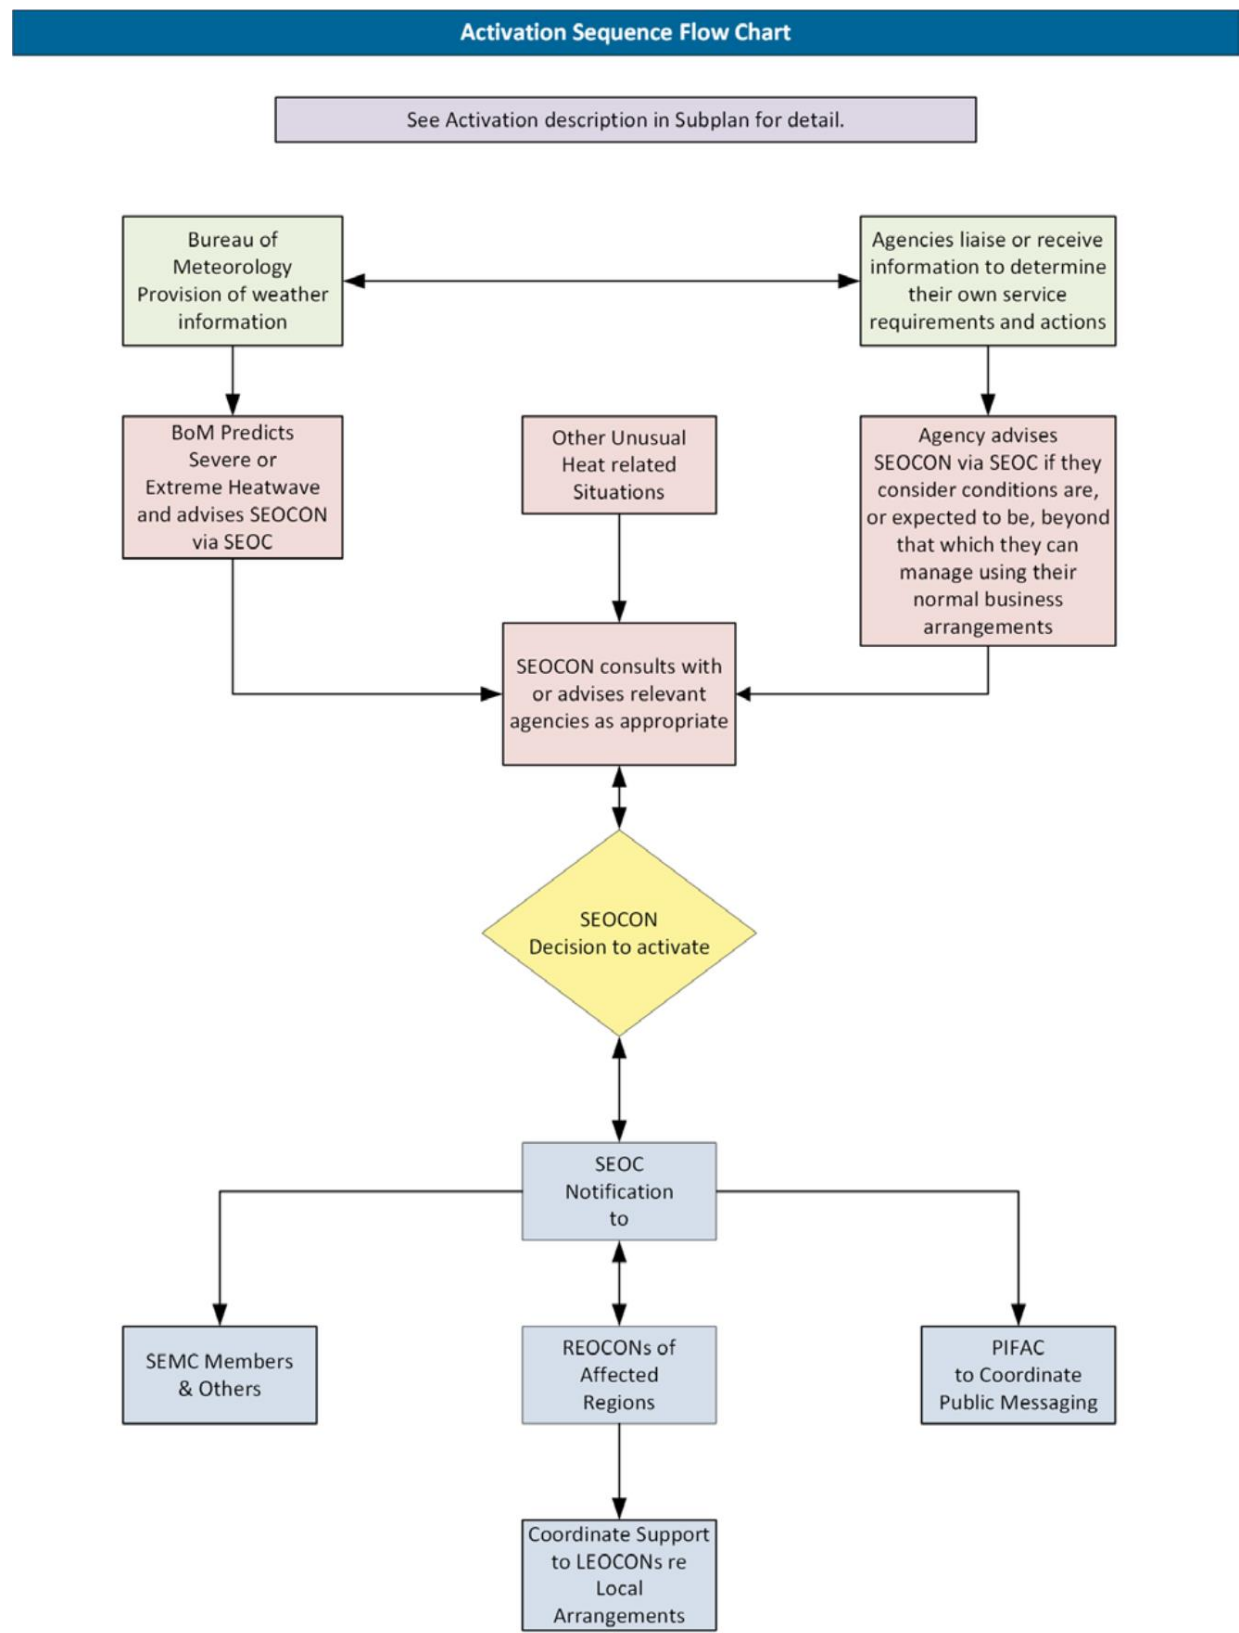 Activation Sequence Flow Chart
See Activation description in Subplan for detail.
Bureau of
Meteorology
Provision of weather
information
Agencies liaise or receive
information to determine
their own service
requirements and actions
BoM Predicts
Severe or
Extreme Heatwave
and advises SEOCON
via SEOC
Other Unusual
Heat related
Situations
Agency advises
SEOCON via SEOC if they
consider conditions are,
or expected to be, beyond
that which they can
manage using their
normal business
arrangements
SEOCON consults with
or advises relevant
agencies as appropriate
SEOCON
Decision to activate
SEOC
Notification
to
SEMC Members
& Others
REOCONs of
Affected
Regions
PIFAC
to Coordinate
Public Messaging
Coordinate Support
to LEOCONs re
Local
Arrangements